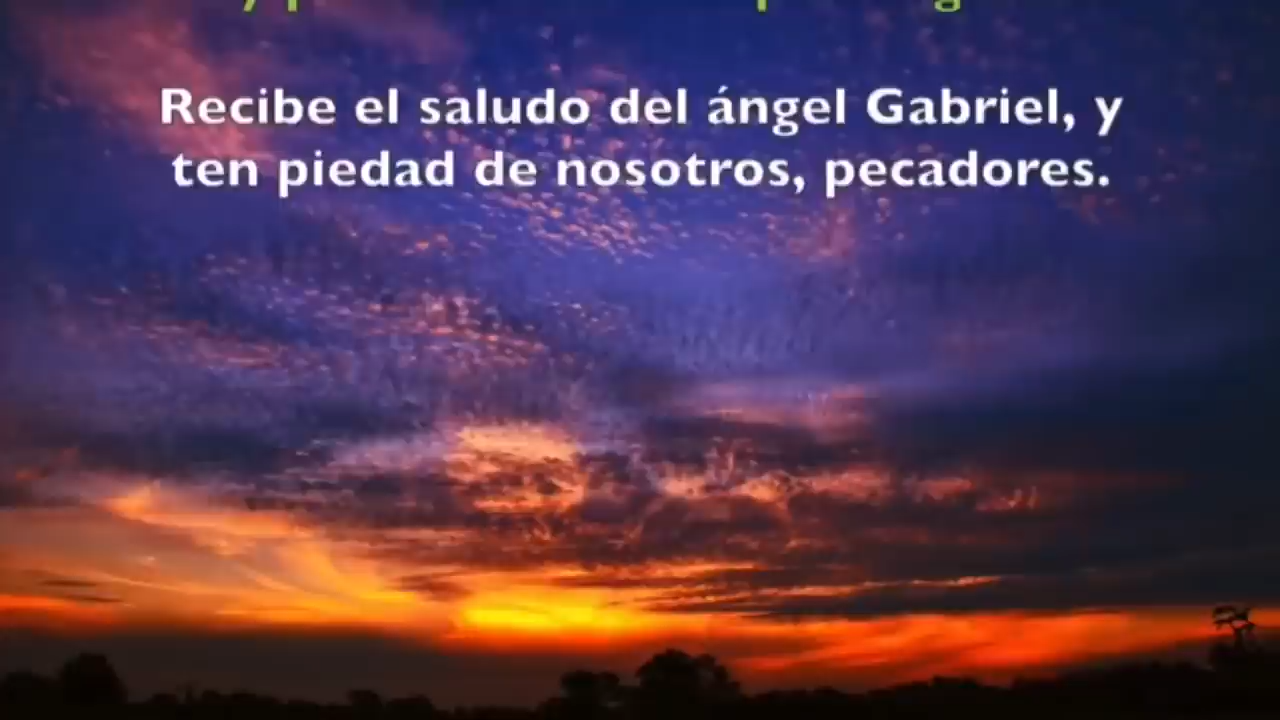 Recibe el saludo del ángel Gabriel, y
ten piedad de nosotros, pecadores.